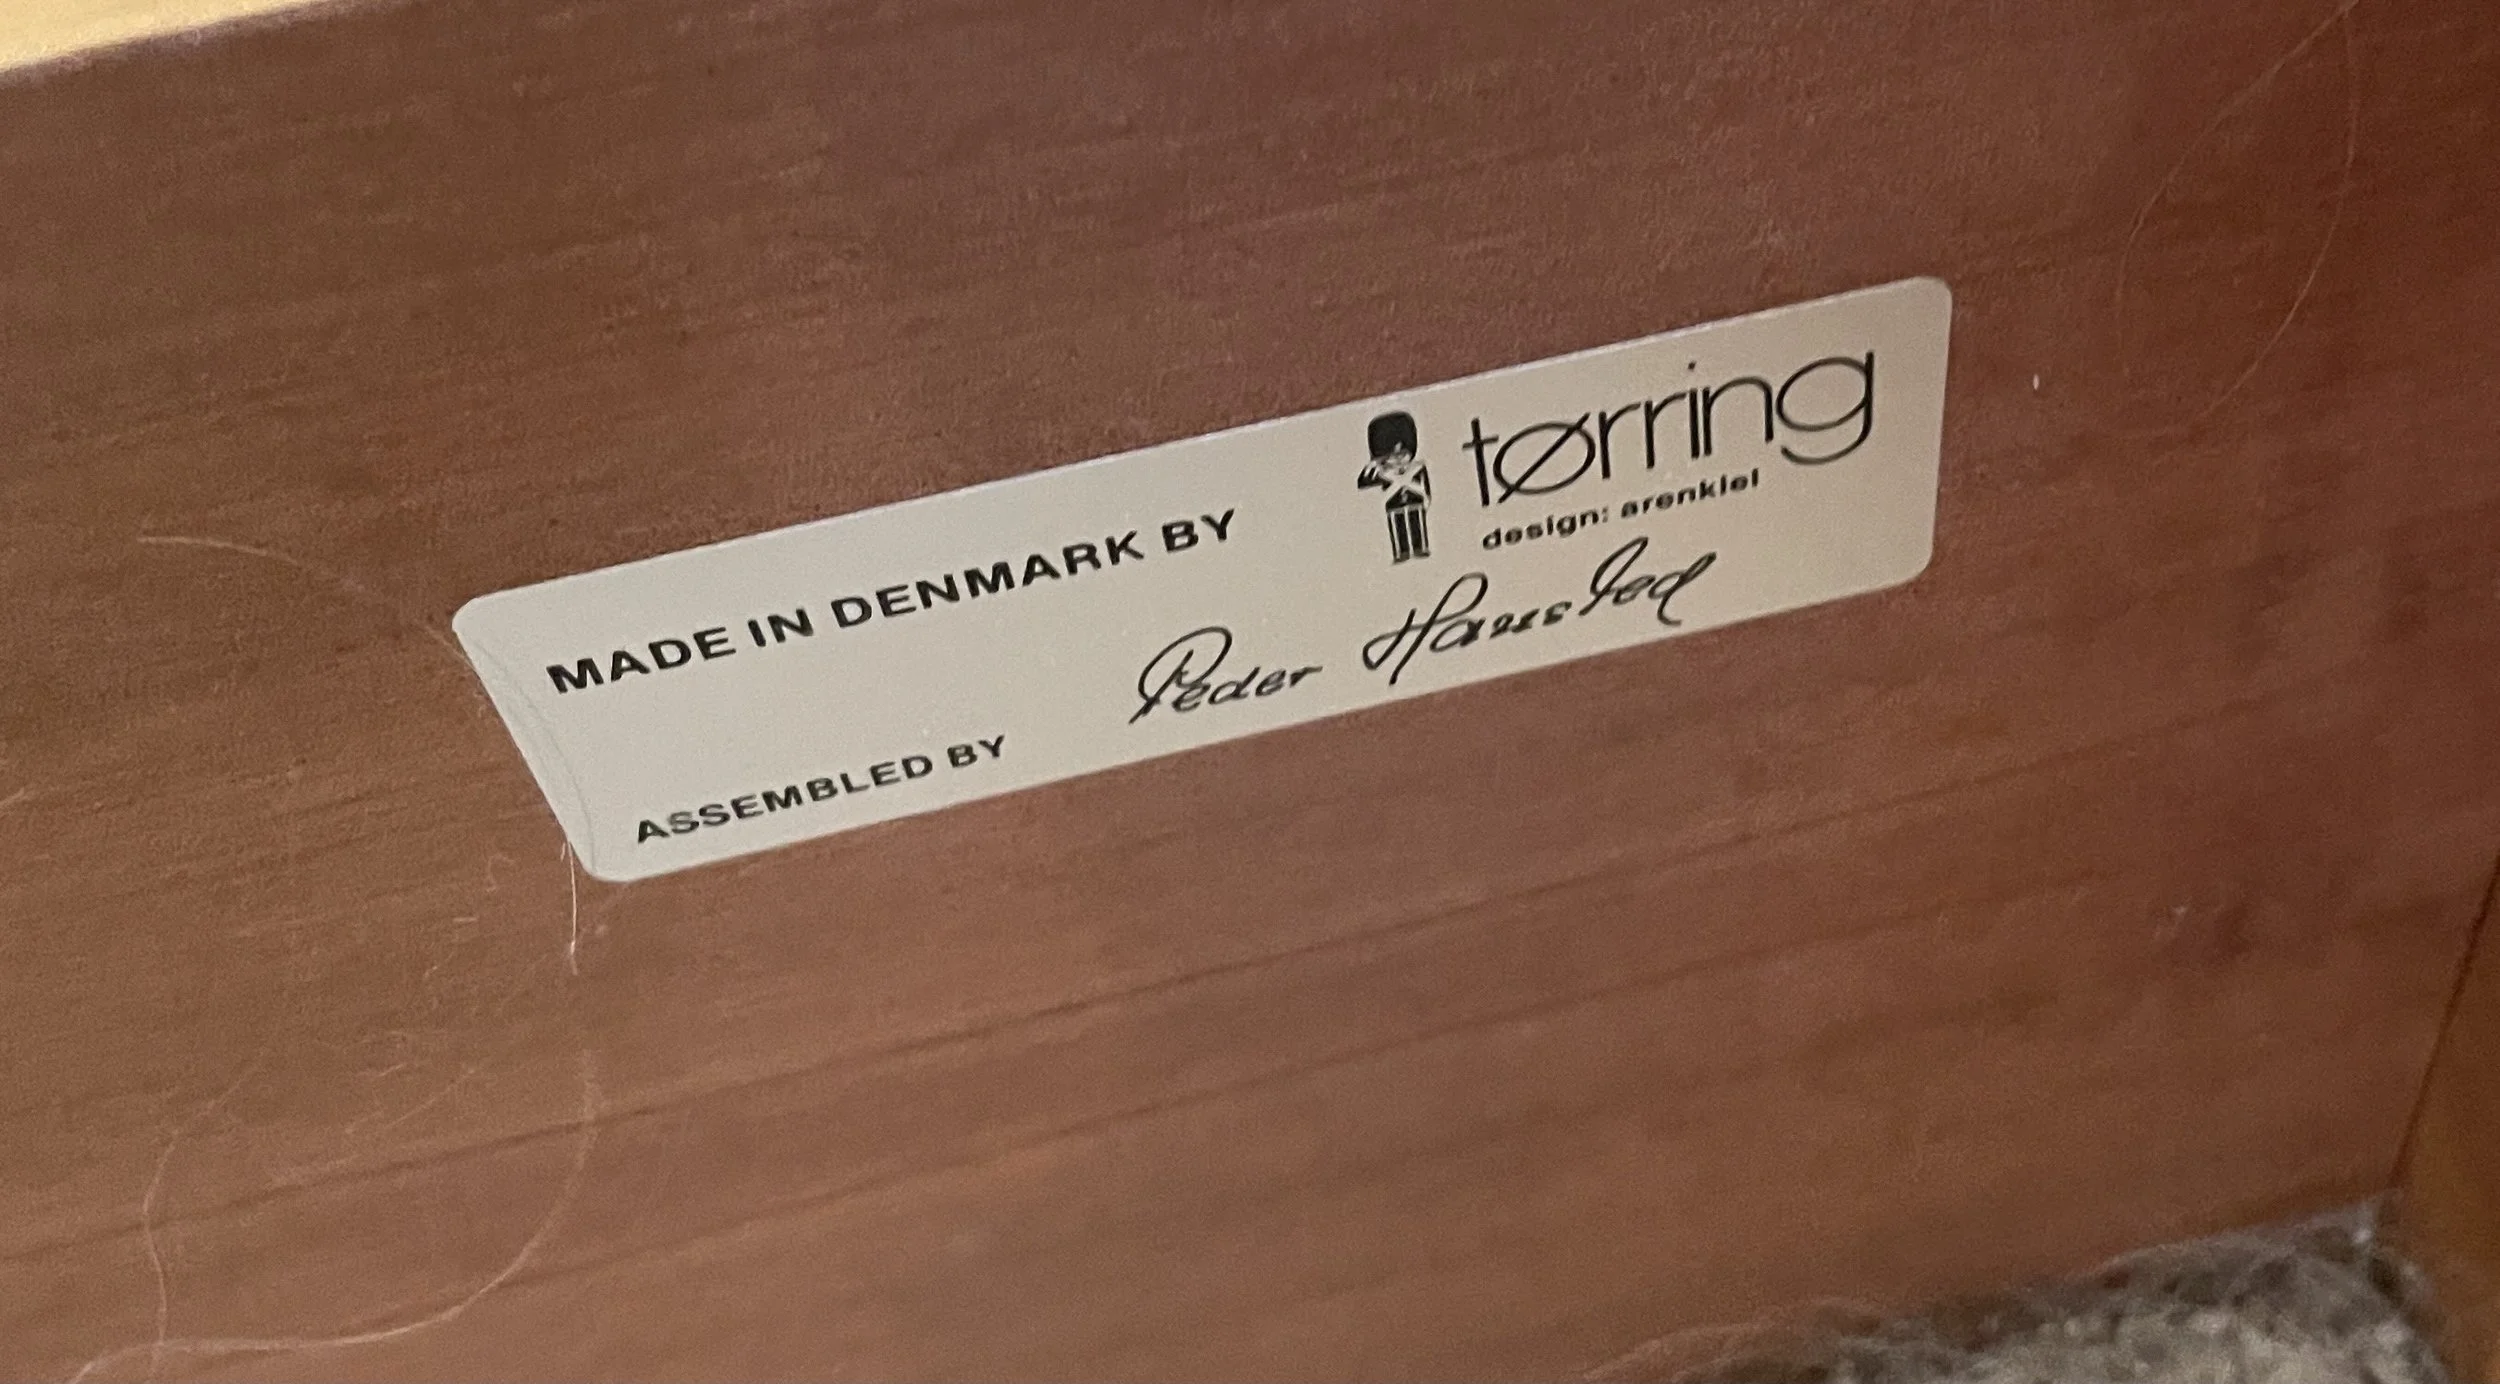 MADE IN DENMARK BY
tørring
design: arenkiel
ASSEMBLED BY Peder